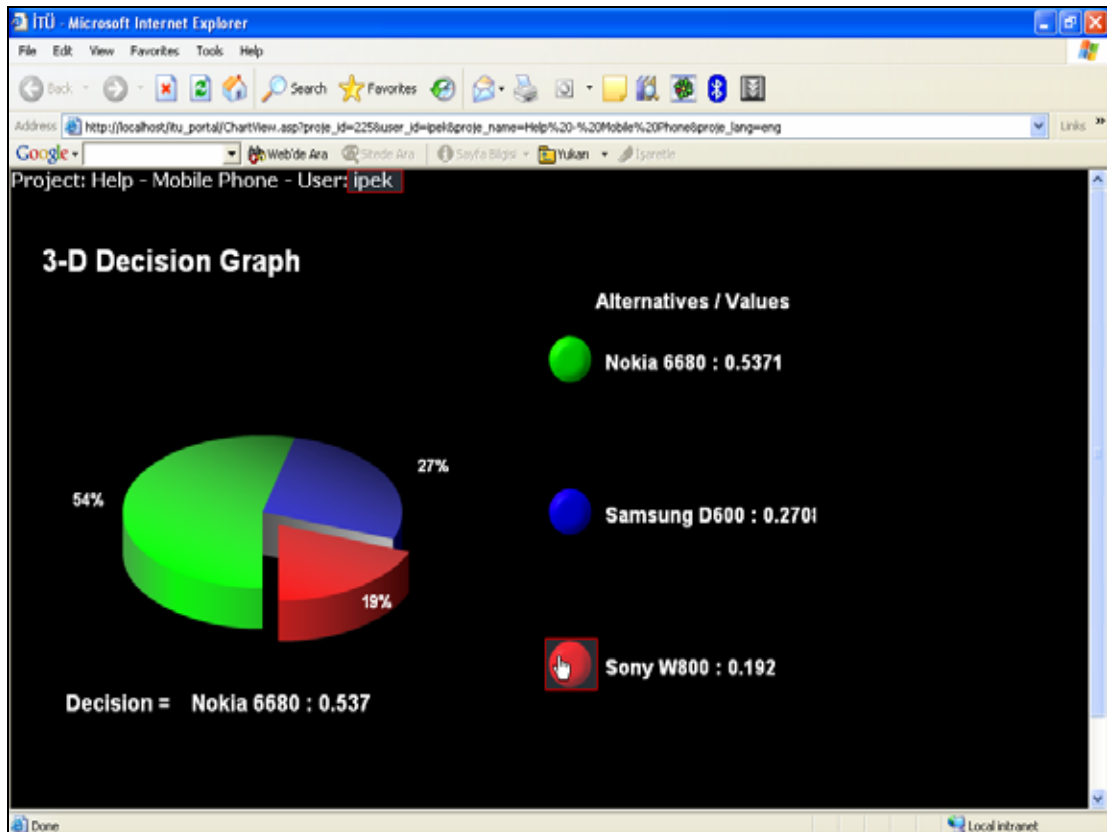 İTÜ - Microsoft Internet Explorer
File Edit View Favorites Tools Help
Back Search Favorites
Address http://localhost/itu_portal/ChartView.asp?proje_id=225&user_id=ipek&proje_name=Help%20-%20Mobile%20Phone&proje_lang=eng Links »
Google Web'de Ara Sitede Ara Sayfa Bilgisi Yukarı İşaretle
Project: Help - Mobile Phone - User: ipek
3-D Decision Graph
Alternatives / Values
Nokia 6680 : 0.5371
27%
54%
Samsung D600 : 0.270
19%
Sony W800 : 0.192
Decision = Nokia 6680 : 0.537
Done Local intranet